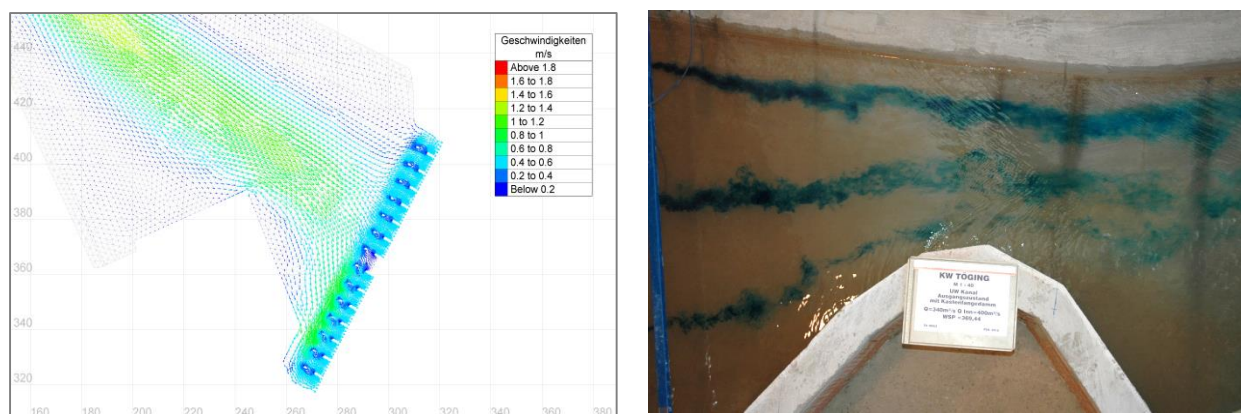 Geschwindigkeiten
m/s
Above 1.8
1.6 to 1.8
1.4 to 1.6
1.2 to 1.4
1 to 1.2
0.8 to 1
0.6 to 0.8
0.4 to 0.6
0.2 to 0.4
Below 0.2
440
420
400
380
360
340
320
160 180 200 220 240 260 280 300 320 340 360 380
KW TÖGING
M 1 : 40
UW Kanal
Ausgangszustand
mit Kastenfangedamm
Q=340m³/s Q Inn=400m³/s
WSP =369,44